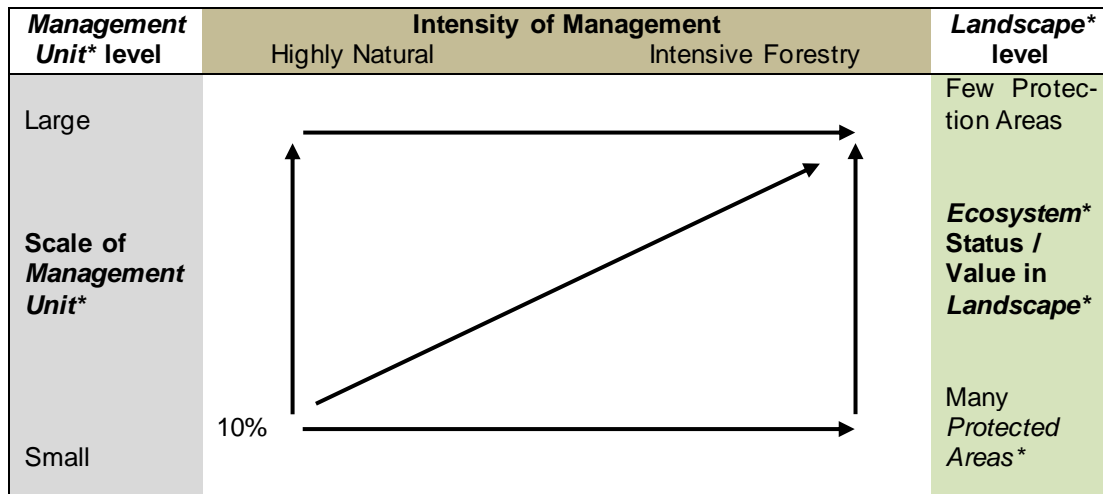 Management
Unit* level
Intensity of Management
Highly Natural Intensive Forestry
Landscape*
level
Large
Few Protec-
tion Areas
Scale of
Management
Unit*
Ecosystem*
Status /
Value in
Landscape*
10%
Small
Many
Protected
Areas*